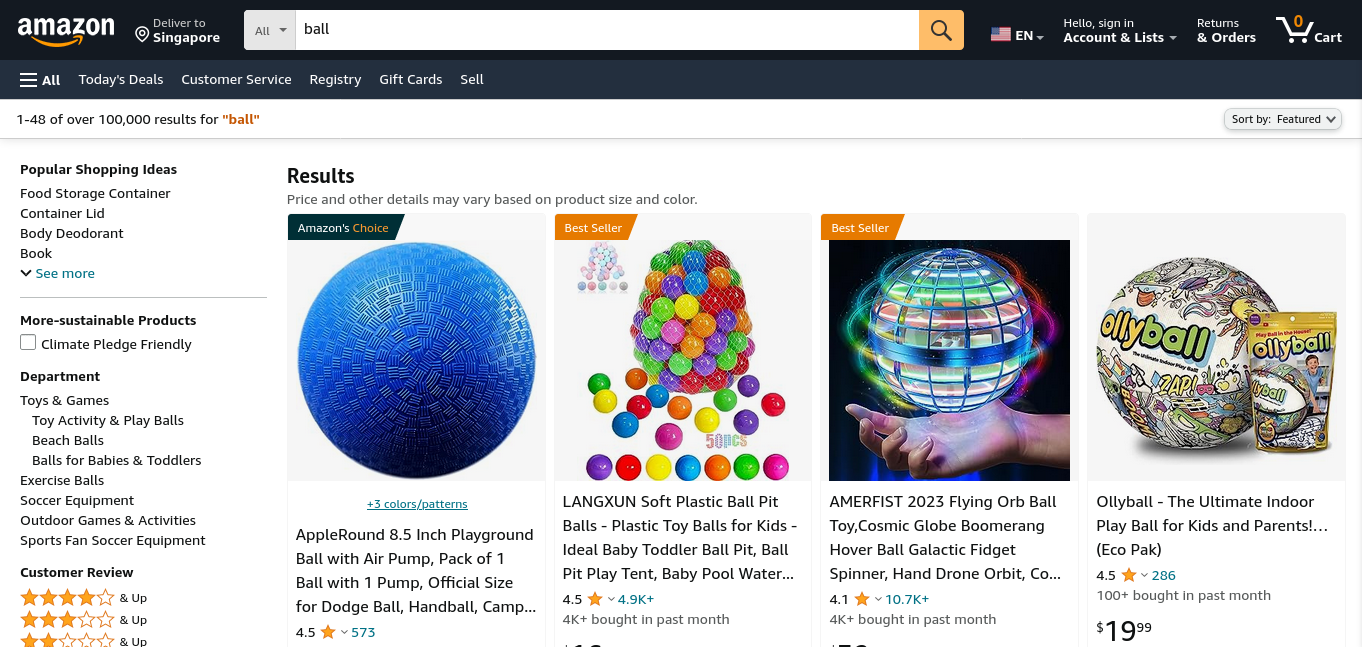 amazon
Deliver to
Singapore
All
ball
EN
Hello, sign in
Account & Lists
Returns
& Orders
0
Cart
All
Today's Deals
Customer Service
Registry
Gift Cards
Sell
1-48 of over 100,000 results for "ball"
Sort by: Featured
Popular Shopping Ideas
Food Storage Container
Container Lid
Body Deodorant
Book
See more
More-sustainable Products
Climate Pledge Friendly
Department
Toys & Games
Toy Activity & Play Balls
Beach Balls
Balls for Babies & Toddlers
Exercise Balls
Soccer Equipment
Outdoor Games & Activities
Sports Fan Soccer Equipment
Customer Review
& Up
& Up
& Up
Results
Price and other details may vary based on product size and color.
Amazon's Choice
+3 colors/patterns
AppleRound 8.5 Inch Playground
Ball with Air Pump, Pack of 1
Ball with 1 Pump, Official Size
for Dodge Ball, Handball, Camp...
4.5
573
Best Seller
50pcs
LANGXUN Soft Plastic Ball Pit
Balls - Plastic Toy Balls for Kids -
Ideal Baby Toddler Ball Pit, Ball
Pit Play Tent, Baby Pool Water...
4.5
4.9K+
4K+ bought in past month
Best Seller
AMERFIST 2023 Flying Orb Ball
Toy,Cosmic Globe Boomerang
Hover Ball Galactic Fidget
Spinner, Hand Drone Orbit, Co...
4.1
10.7K+
4K+ bought in past month
ollyball
The Ultimate Indoor Play Ball
ZAP!
Play Ball in the House!
ollyball
Ollyball - The Ultimate Indoor
Play Ball for Kids and Parents!...
(Eco Pak)
4.5
286
100+ bought in past month
$19 99